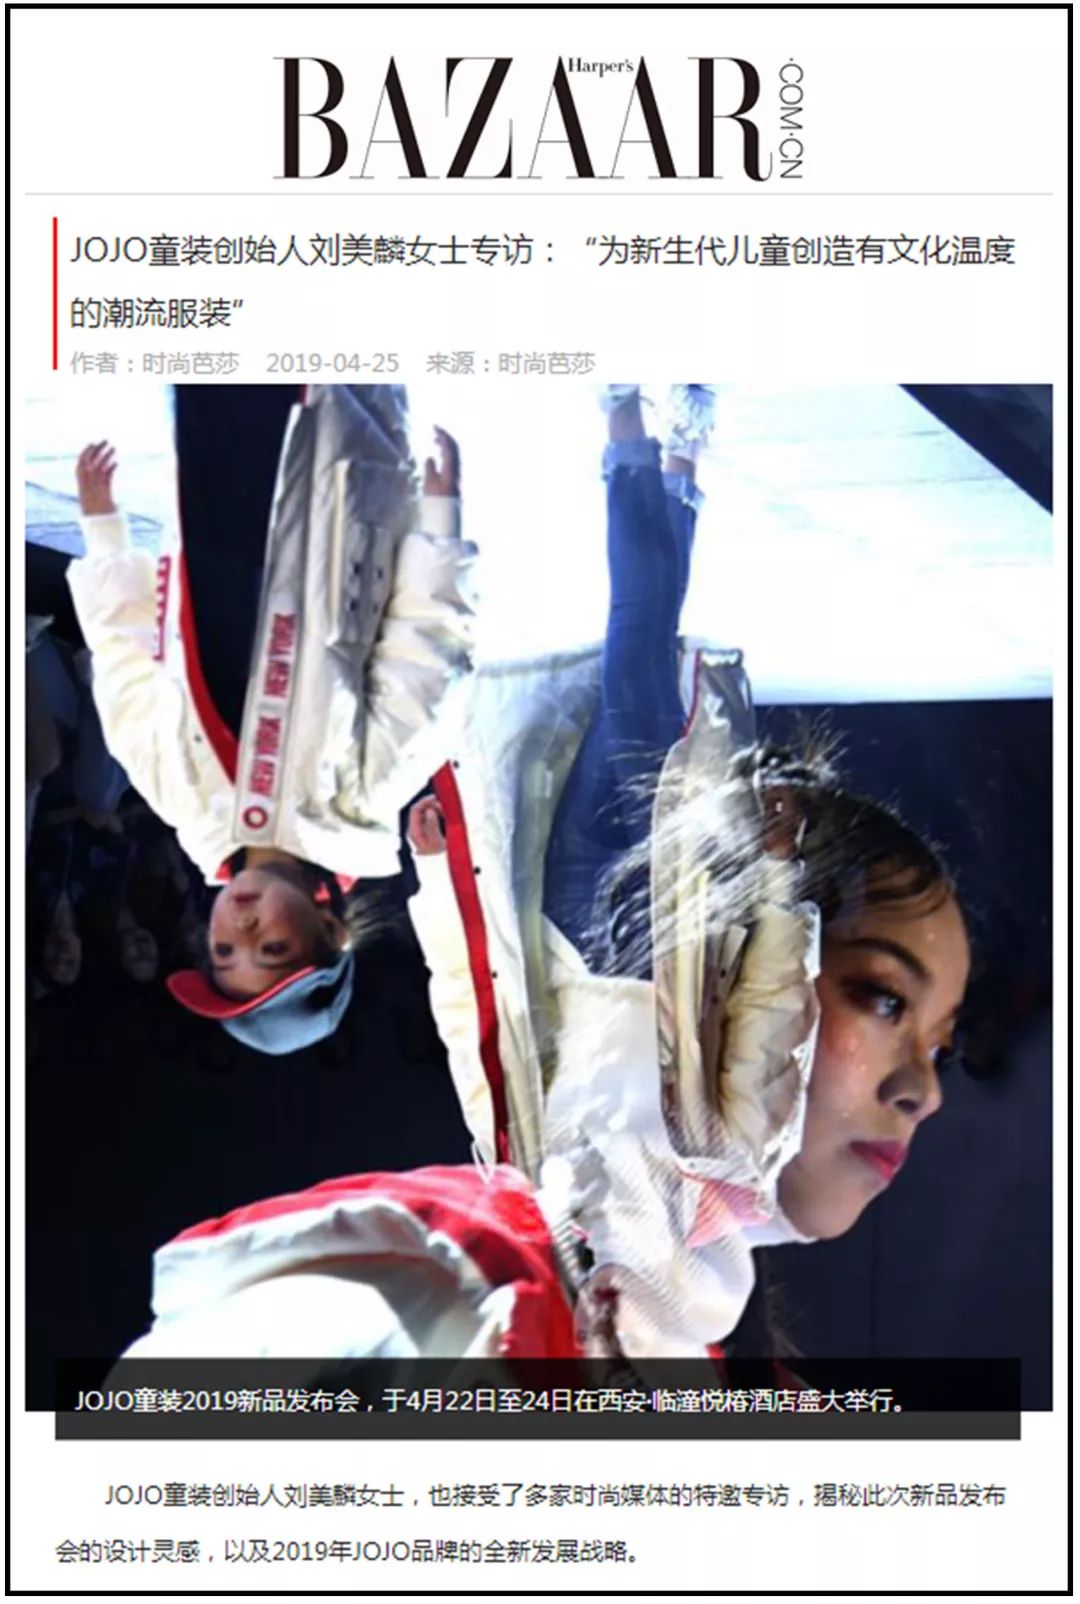 Harper's
BAZAAR
·COM·CN
JOJO童装创始人刘美麟女士专访：“为新生代儿童创造有文化温度
的潮流服装”
作者：时尚芭莎 2019-04-25 来源：时尚芭莎
NEW YORK NEW YORK
JOJO童装2019新品发布会，于4月22日至24日在西安·临潼悦椿酒店盛大举行。
JOJO童装创始人刘美麟女士，也接受了多家时尚媒体的特邀专访，揭秘此次新品发布
会的设计灵感，以及2019年JOJO品牌的全新发展战略。